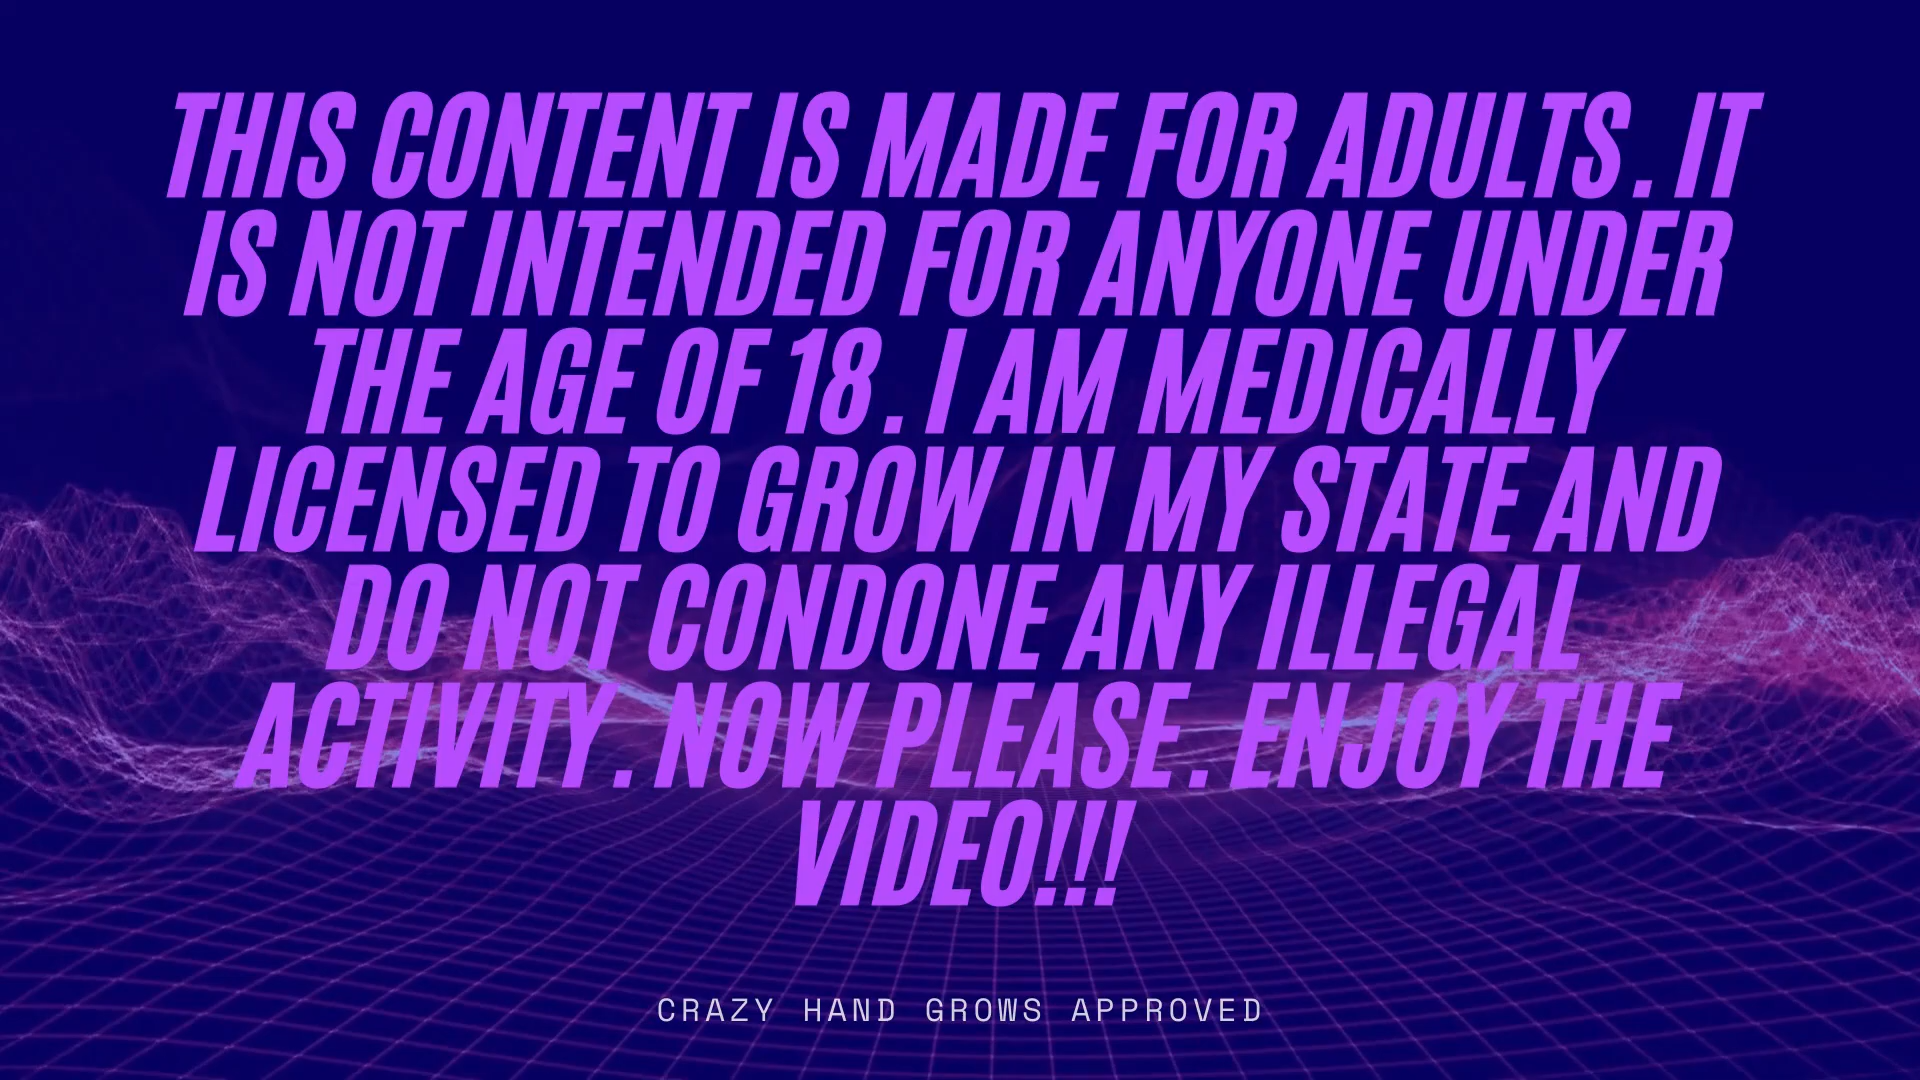 THIS CONTENT IS MADE FOR ADULTS. IT
IS NOT INTENDED FOR ANYONE UNDER
THE AGE OF 18. I AM MEDICALLY
LICENSED TO GROW IN MY STATE AND
DO NOT CONDONE ANY ILLEGAL
ACTIVITY. NOW PLEASE. ENJOY THE
VIDEO!!!
CRAZY HAND GROWS APPROVED